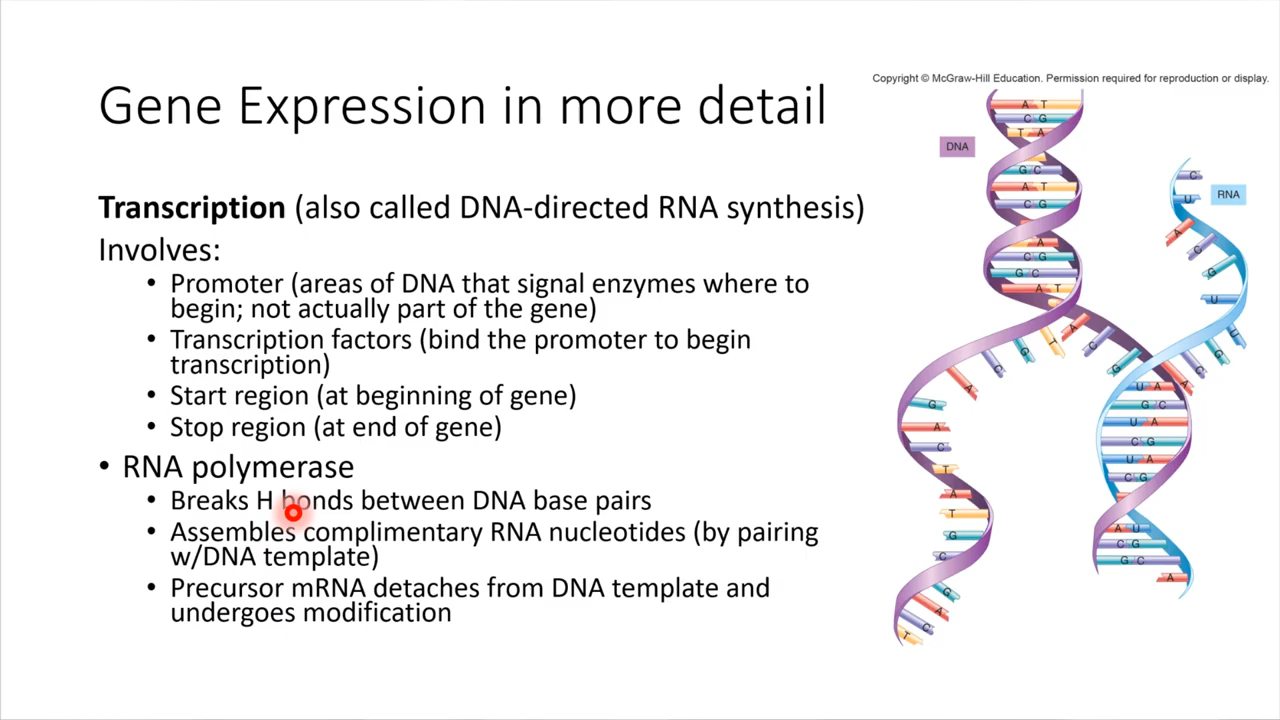 Copyright © McGraw-Hill Education. Permission required for reproduction or display.
Gene Expression in more detail
DNA
RNA
Transcription (also called DNA-directed RNA synthesis)
Involves:
• Promoter (areas of DNA that signal enzymes where to
begin; not actually part of the gene)
• Transcription factors (bind the promoter to begin
transcription)
• Start region (at beginning of gene)
• Stop region (at end of gene)
• RNA polymerase
• Breaks H bonds between DNA base pairs
• Assembles complimentary RNA nucleotides (by pairing
w/DNA template)
• Precursor mRNA detaches from DNA template and
undergoes modification